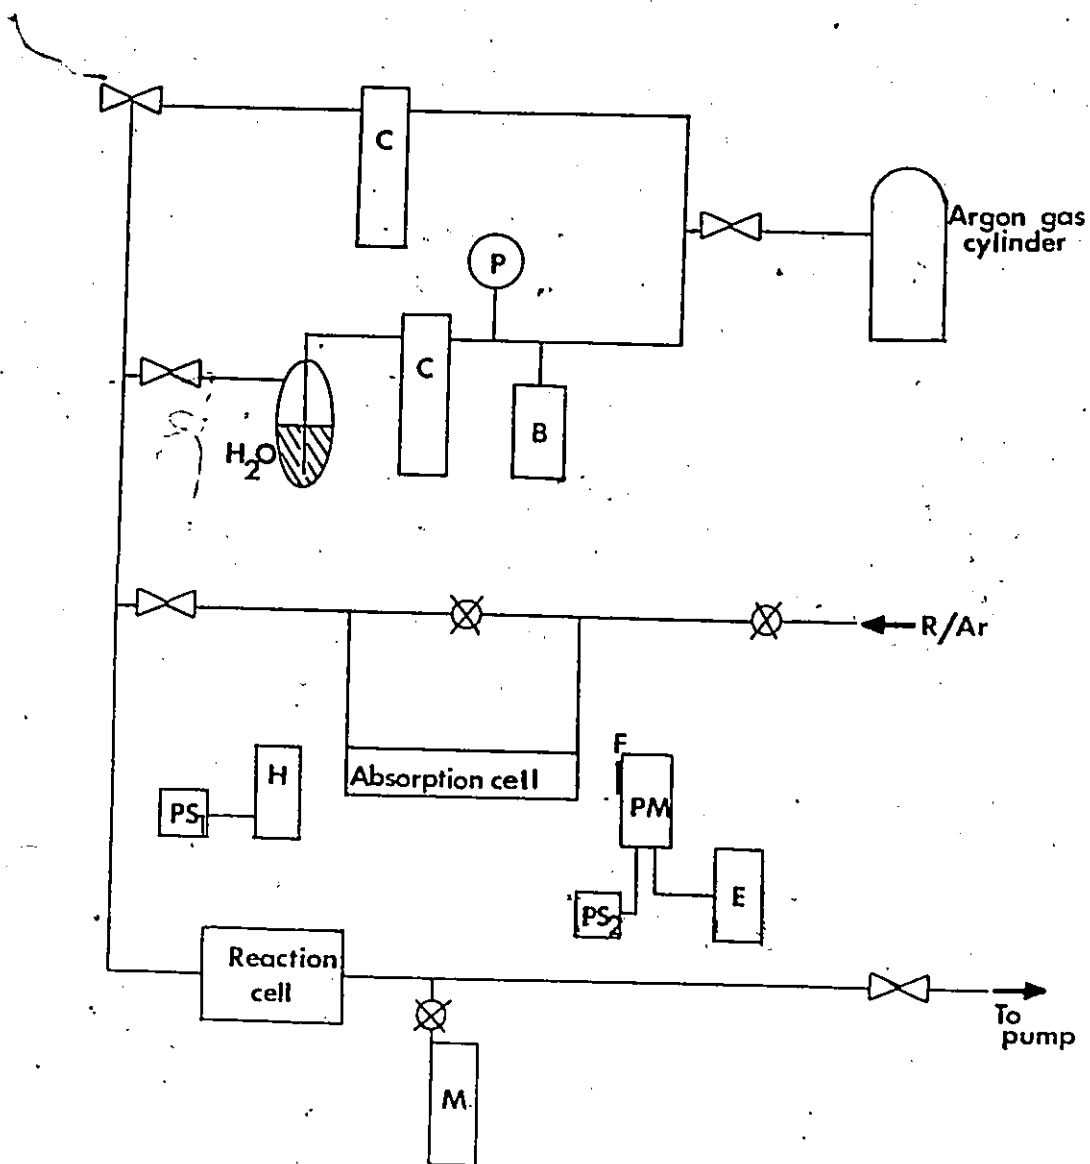 C
Argon gas
cylinder
P
C
B
H2O
R/Ar
F
H
Absorption cell
PM
PS1
E
PS2
Reaction
cell
To
pump
M